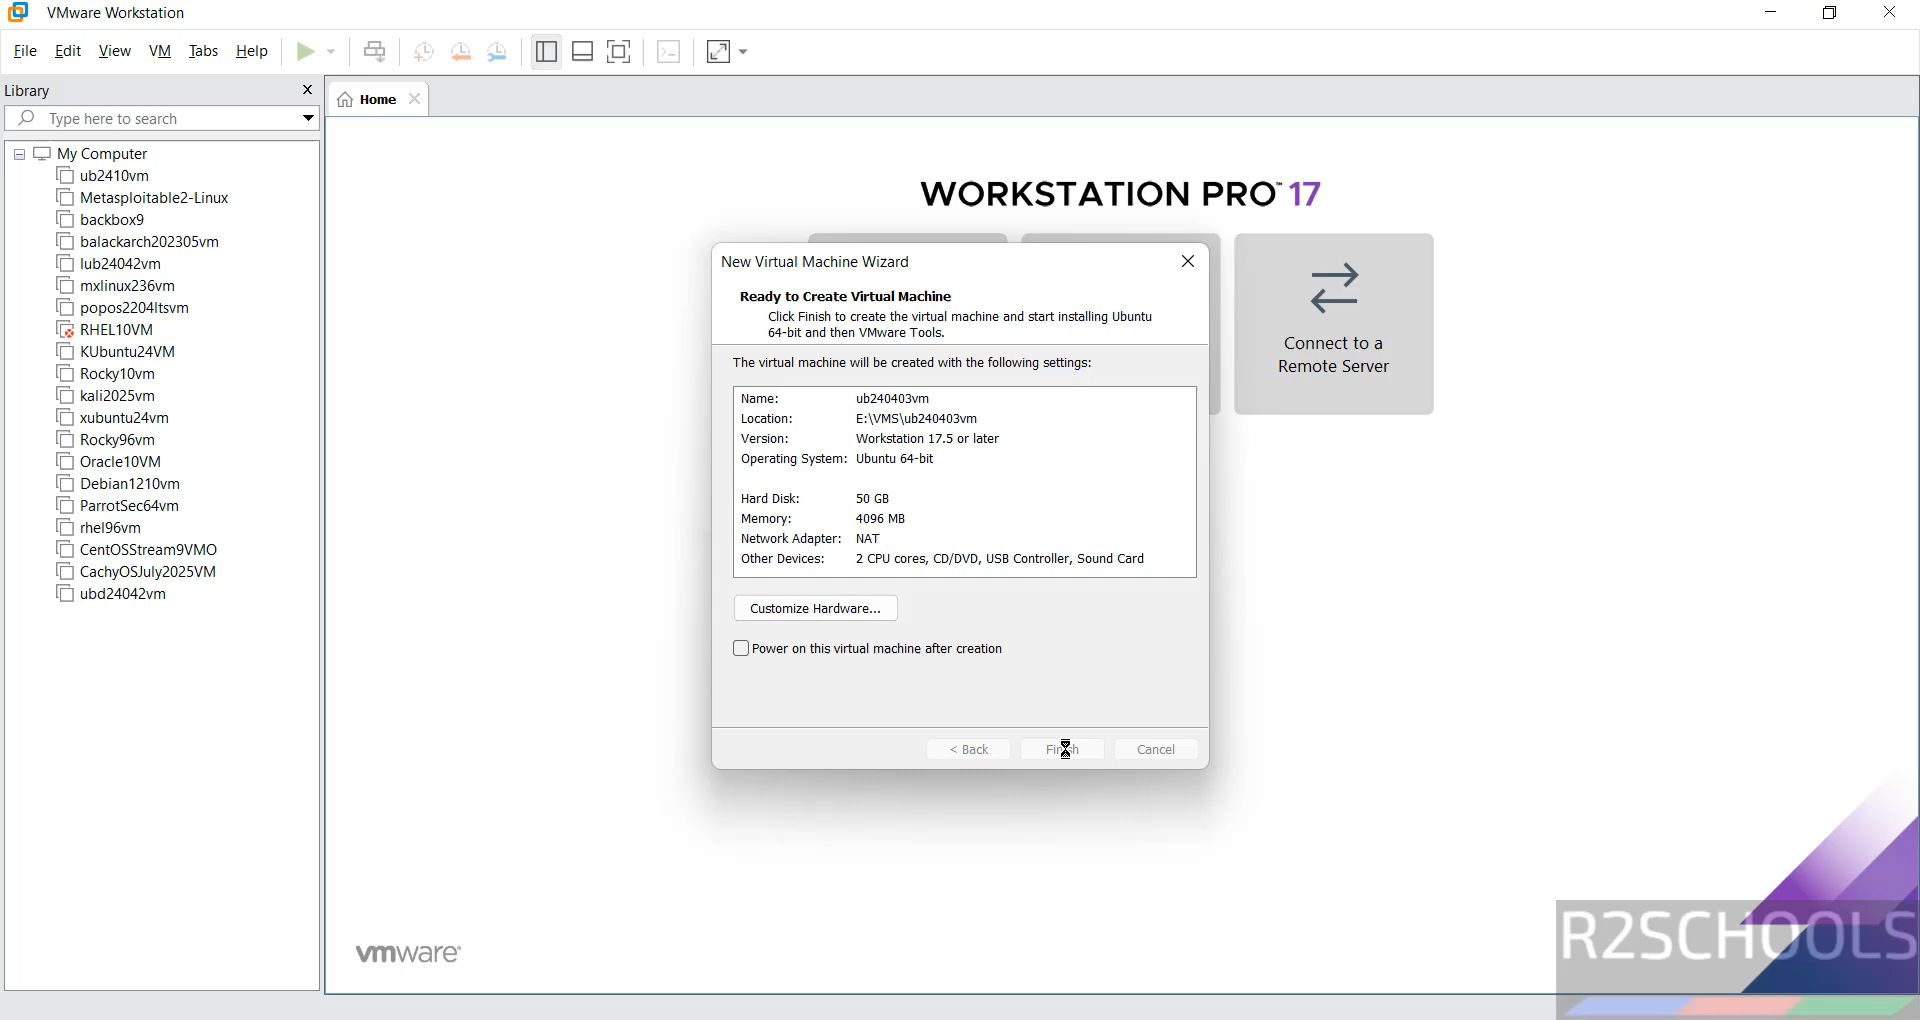 VMware Workstation
File Edit View VM Tabs Help
Library
Type here to search
Home
My Computer
ub2410vm
Metasploitable2-Linux
backbox9
balackarch202305vm
lub24042vm
mxlinux236vm
popos2204ltsvm
RHEL10VM
KUbuntu24VM
Rocky10vm
kali2025vm
xubuntu24vm
Rocky96vm
Oracle10VM
Debian1210vm
ParrotSec64vm
rhel96vm
CentOSStream9VMO
CachyOSJuly2025VM
ubd24042vm
WORKSTATION PRO™ 17
Connect to a
Remote Server
New Virtual Machine Wizard
Ready to Create Virtual Machine
Click Finish to create the virtual machine and start installing Ubuntu
64-bit and then VMware Tools.
The virtual machine will be created with the following settings:
Name: ub240403vm
Location: E:\VMS\ub240403vm
Version: Workstation 17.5 or later
Operating System: Ubuntu 64-bit
Hard Disk: 50 GB
Memory: 4096 MB
Network Adapter: NAT
Other Devices: 2 CPU cores, CD/DVD, USB Controller, Sound Card
Customize Hardware...
Power on this virtual machine after creation
< Back Finish Cancel
vmware®
R2SCHOOLS